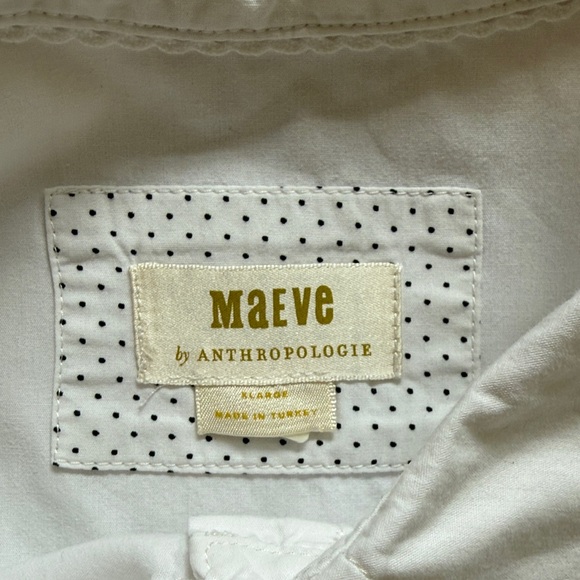 MaEVe
by ANTHROPOLOGIE
XLARGE
MADE IN TURKEY